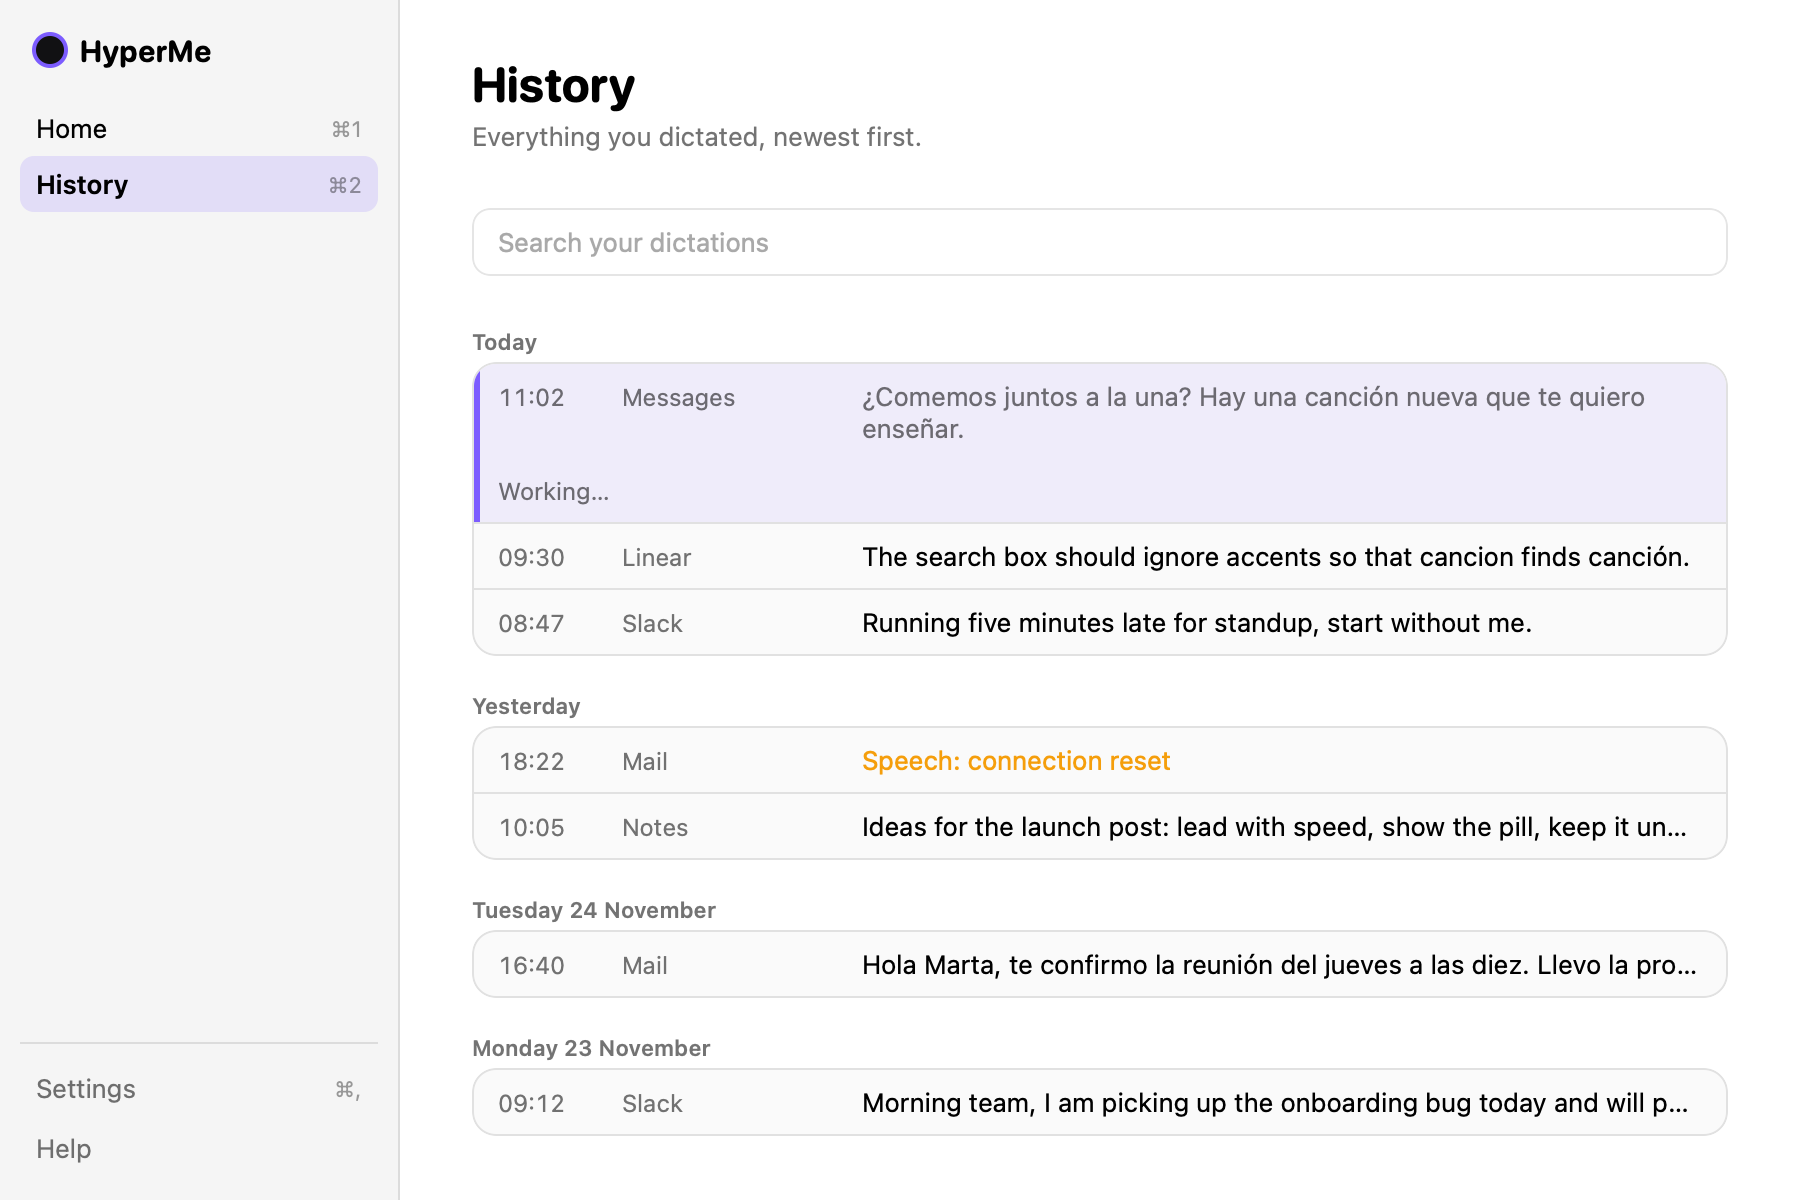 HyperMe
Home ⌘1
History ⌘2
Settings ⌘,
Help
History
Everything you dictated, newest first.
Search your dictations
Today
11:02 Messages ¿Comemos juntos a la una? Hay una canción nueva que te quiero
enseñar.
Working...
09:30 Linear The search box should ignore accents so that cancion finds canción.
08:47 Slack Running five minutes late for standup, start without me.
Yesterday
18:22 Mail Speech: connection reset
10:05 Notes Ideas for the launch post: lead with speed, show the pill, keep it un...
Tuesday 24 November
16:40 Mail Hola Marta, te confirmo la reunión del jueves a las diez. Llevo la pro...
Monday 23 November
09:12 Slack Morning team, I am picking up the onboarding bug today and will p...